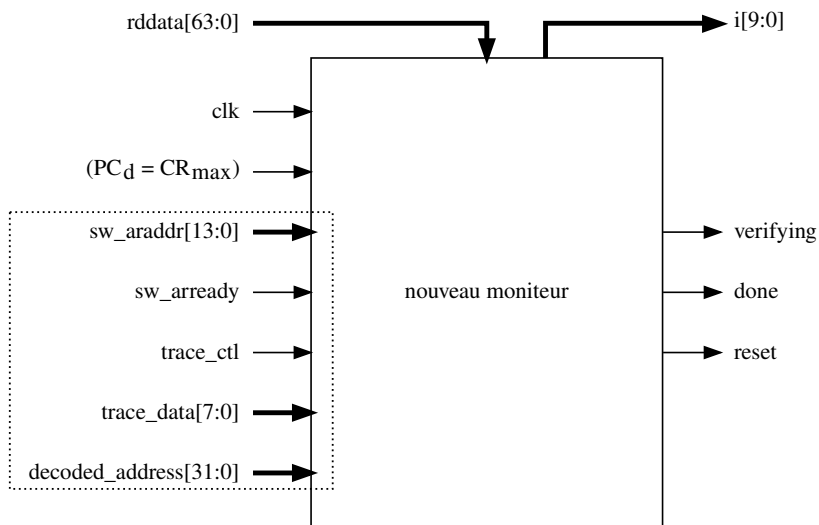 rddata[63:0]
i[9:0]
clk
(PCd = CRmax)
sw_araddr[13:0]
verifying
sw_arready
nouveau moniteur
done
trace_ctl
reset
trace_data[7:0]
decoded_address[31:0]